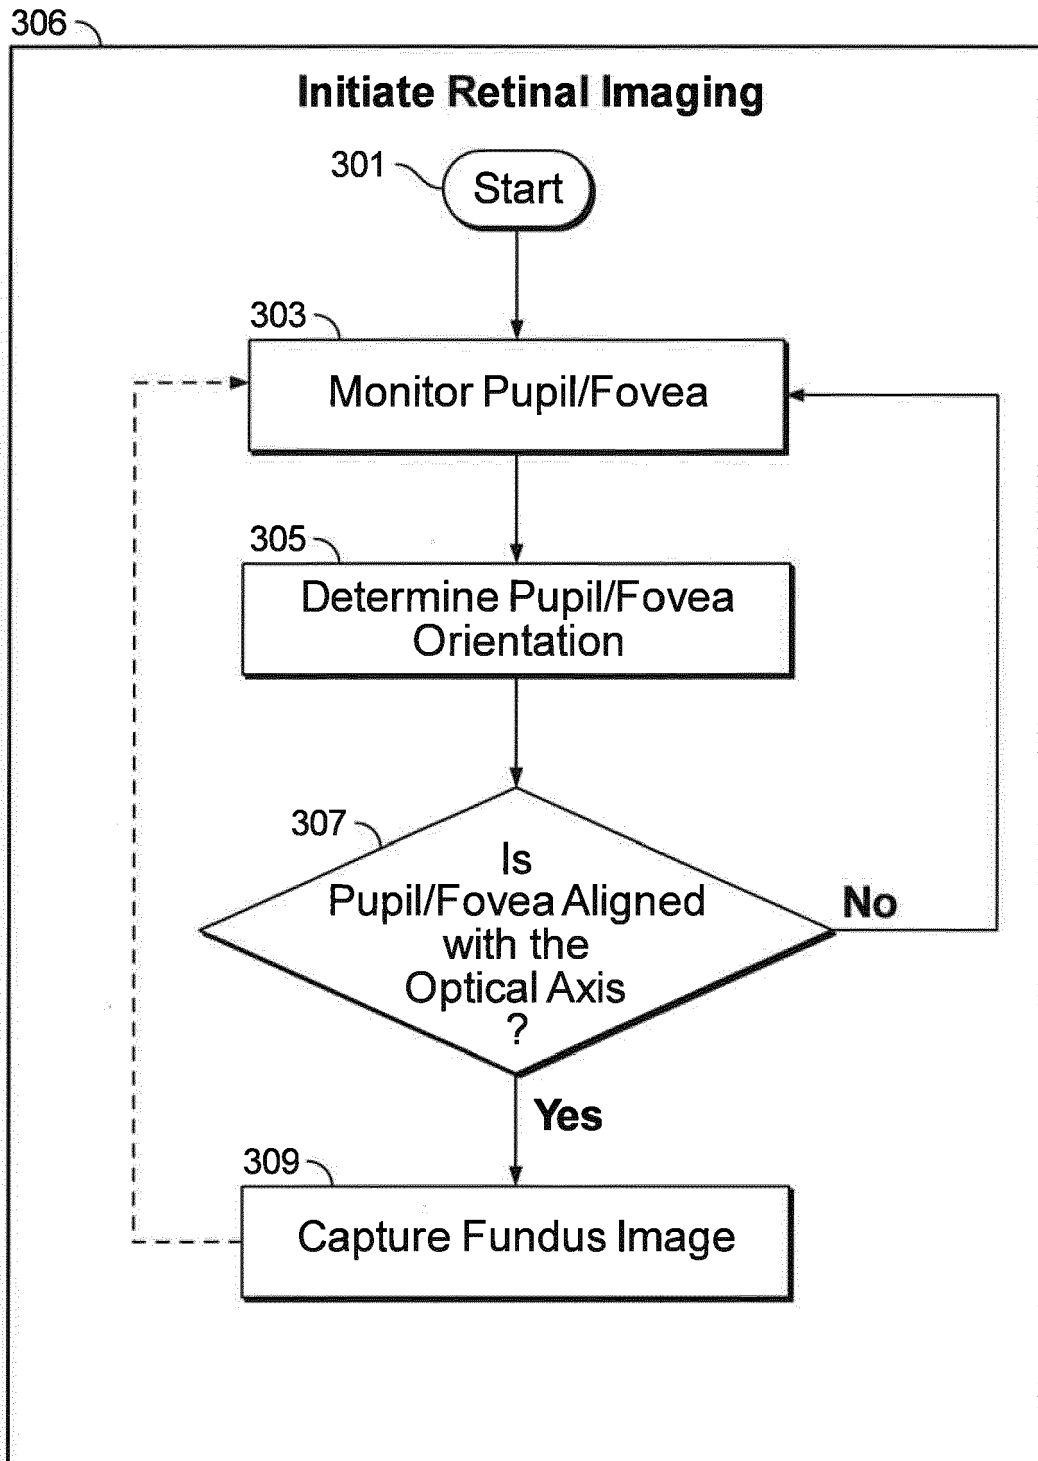 306
Initiate Retinal Imaging
301
Start
303
Monitor Pupil/Fovea
305
Determine Pupil/Fovea
Orientation
307
Is
Pupil/Fovea Aligned
with the
Optical Axis
?
No
Yes
309
Capture Fundus Image